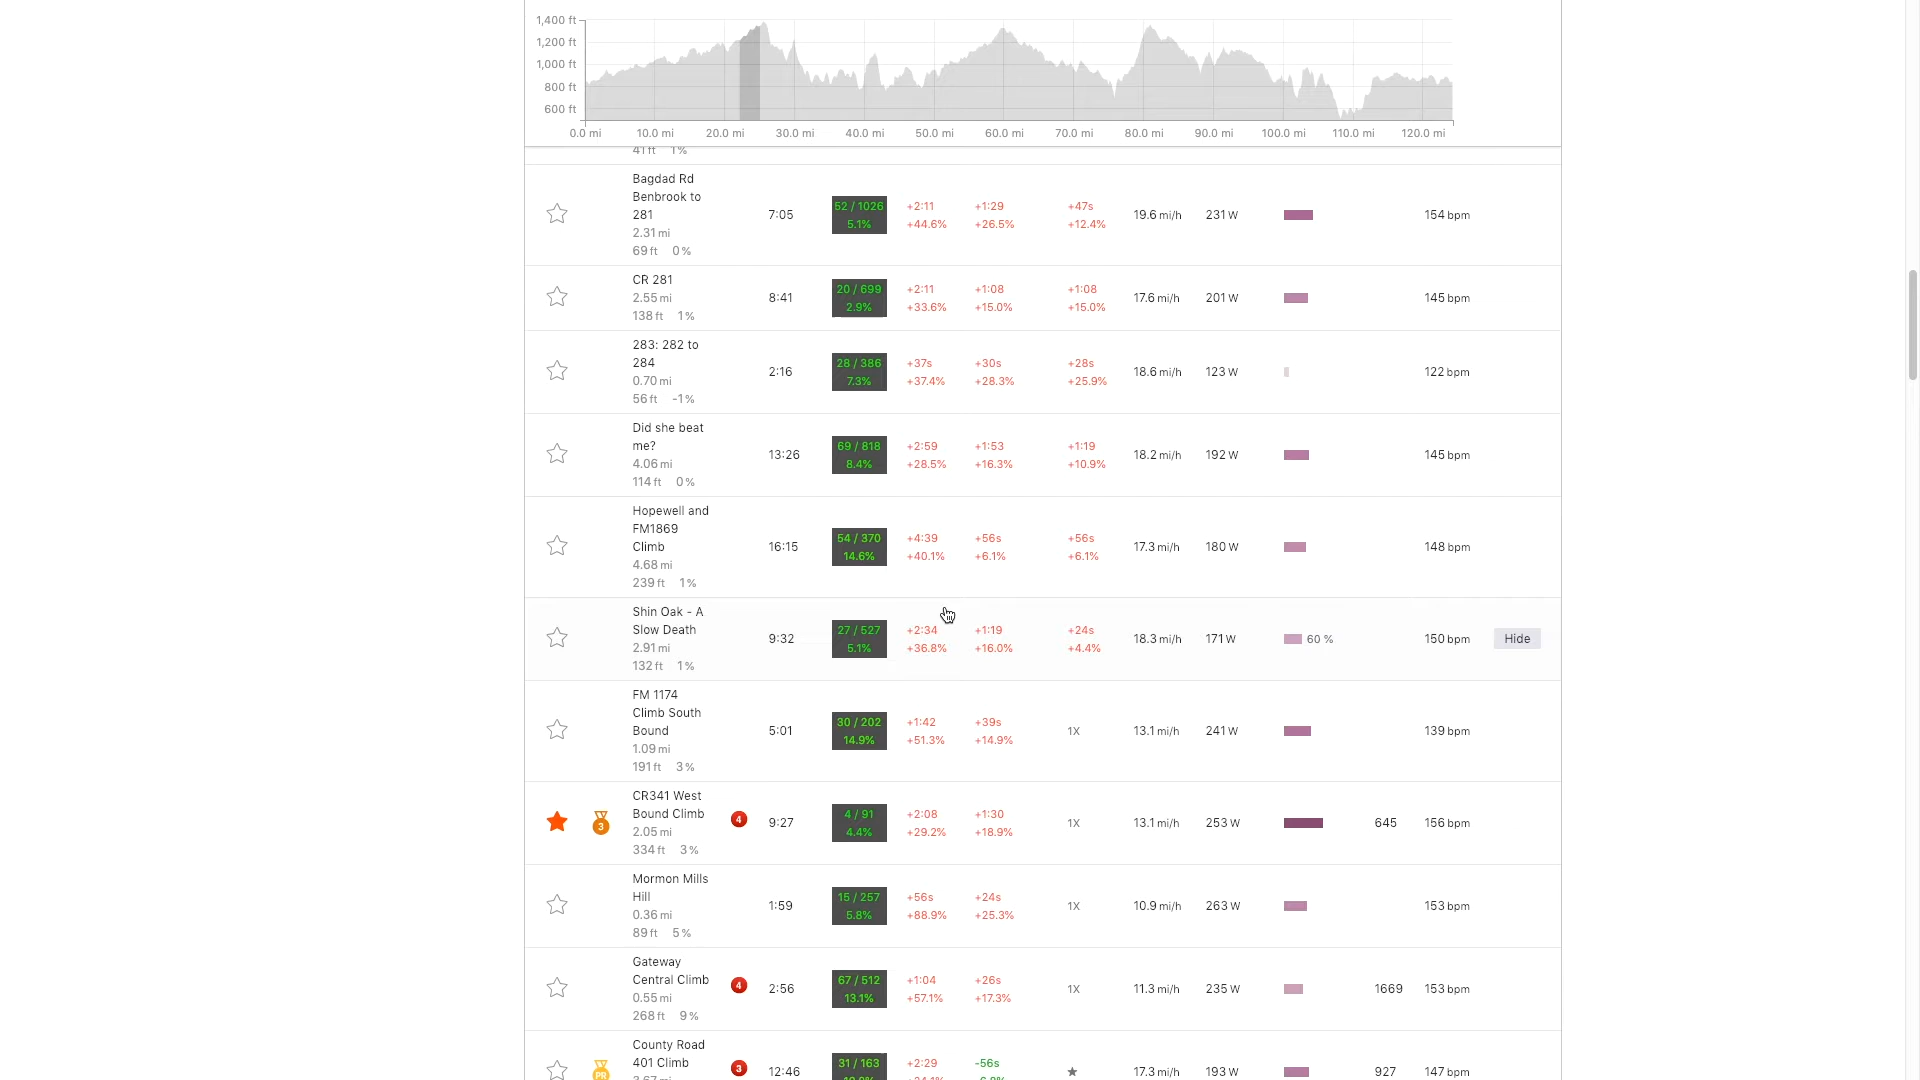 1,400 ft
1,200 ft
1,000 ft
800 ft
600 ft
0.0 mi 10.0 mi 20.0 mi 30.0 mi 40.0 mi 50.0 mi 60.0 mi 70.0 mi 80.0 mi 90.0 mi 100.0 mi 110.0 mi 120.0 mi
41 ft 1%
Bagdad Rd
Benbrook to
281
2.31 mi
69 ft 0%
7:05
52 / 1026
5.1%
+2:11
+44.6%
+1:29
+26.5%
+47s
+12.4%
19.6 mi/h
231 W
154 bpm
CR 281
2.55 mi
138 ft 1%
8:41
20 / 699
2.9%
+2:11
+33.6%
+1:08
+15.0%
+1:08
+15.0%
17.6 mi/h
201 W
145 bpm
283: 282 to
284
0.70 mi
56 ft -1%
2:16
28 / 386
7.3%
+37s
+37.4%
+30s
+28.3%
+28s
+25.9%
18.6 mi/h
123 W
122 bpm
Did she beat
me?
4.06 mi
114 ft 0%
13:26
69 / 818
8.4%
+2:59
+28.5%
+1:53
+16.3%
+1:19
+10.9%
18.2 mi/h
192 W
145 bpm
Hopewell and
FM1869
Climb
4.68 mi
239 ft 1%
16:15
54 / 370
14.6%
+4:39
+40.1%
+56s
+6.1%
+56s
+6.1%
17.3 mi/h
180 W
148 bpm
Shin Oak - A
Slow Death
2.91 mi
132 ft 1%
9:32
27 / 527
5.1%
+2:34
+36.8%
+1:19
+16.0%
+24s
+4.4%
18.3 mi/h
171 W
60 %
150 bpm
Hide
FM 1174
Climb South
Bound
1.09 mi
191 ft 3%
5:01
30 / 202
14.9%
+1:42
+51.3%
+39s
+14.9%
1X
13.1 mi/h
241 W
139 bpm
3
CR341 West
Bound Climb
2.05 mi
334 ft 3%
4
9:27
4 / 91
4.4%
+2:08
+29.2%
+1:30
+18.9%
1X
13.1 mi/h
253 W
645
156 bpm
Mormon Mills
Hill
0.36 mi
89 ft 5%
1:59
15 / 257
5.8%
+56s
+88.9%
+24s
+25.3%
1X
10.9 mi/h
263 W
153 bpm
Gateway
Central Climb
0.55 mi
268 ft 9%
4
2:56
67 / 512
13.1%
+1:04
+57.1%
+26s
+17.3%
1X
11.3 mi/h
235 W
1669
153 bpm
PR
County Road
401 Climb
3
12:46
31 / 163
+2:29
-56s
17.3 mi/h
193 W
927
147 bpm